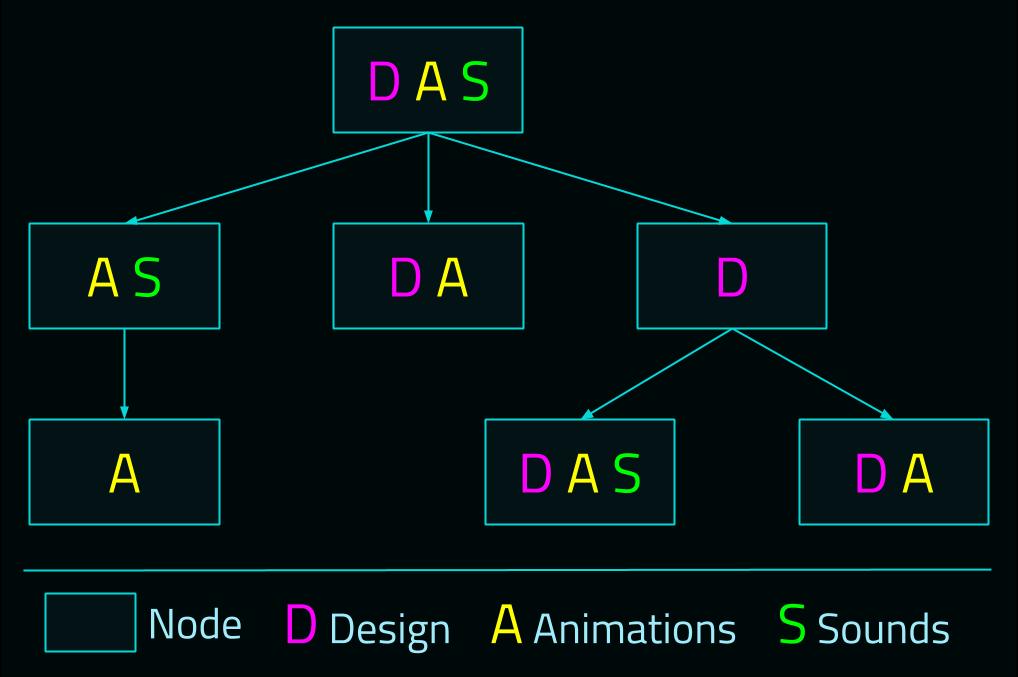 D A S
A S
D A
D
A
D A S
D A
Node D Design A Animations S Sounds